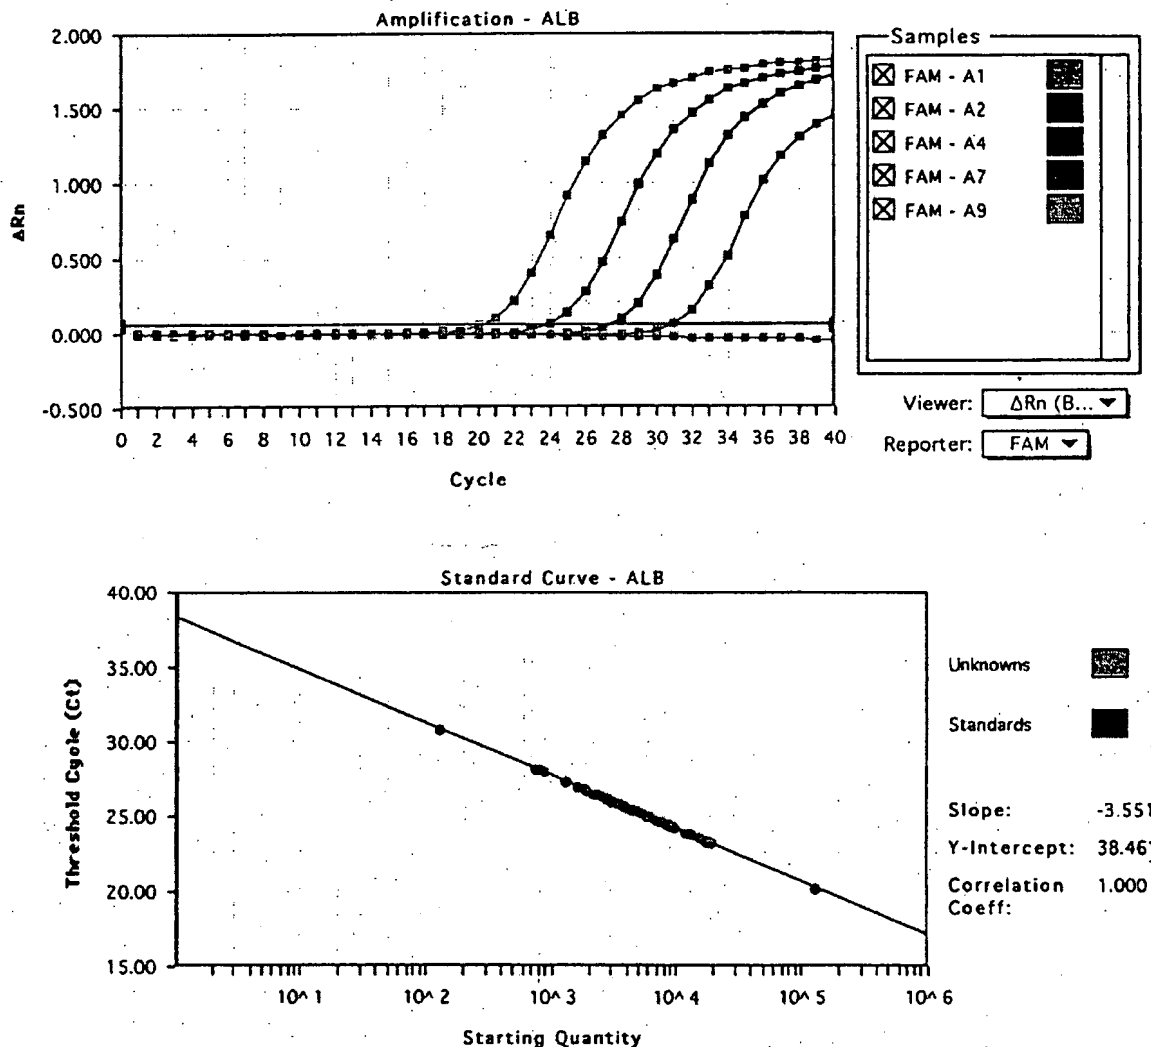 Amplification - ALB
2.000
1.500
1.000
0.500
0.000
-0.500
ΔRn
0 2 4 6 8 10 12 14 16 18 20 22 24 26 28 30 32 34 36 38 40
Cycle
Samples
FAM - A1
FAM - A2
FAM - A4
FAM - A7
FAM - A9
Viewer: ΔRn (B...
Reporter: FAM
Standard Curve - ALB
40.00
35.00
30.00
25.00
20.00
15.00
Threshold Cycle (Ct)
10^1 10^2 10^3 10^4 10^5 10^6
Starting Quantity
Unknowns
Standards
Slope: -3.551
Y-Intercept: 38.467
Correlation 1.000
Coeff: